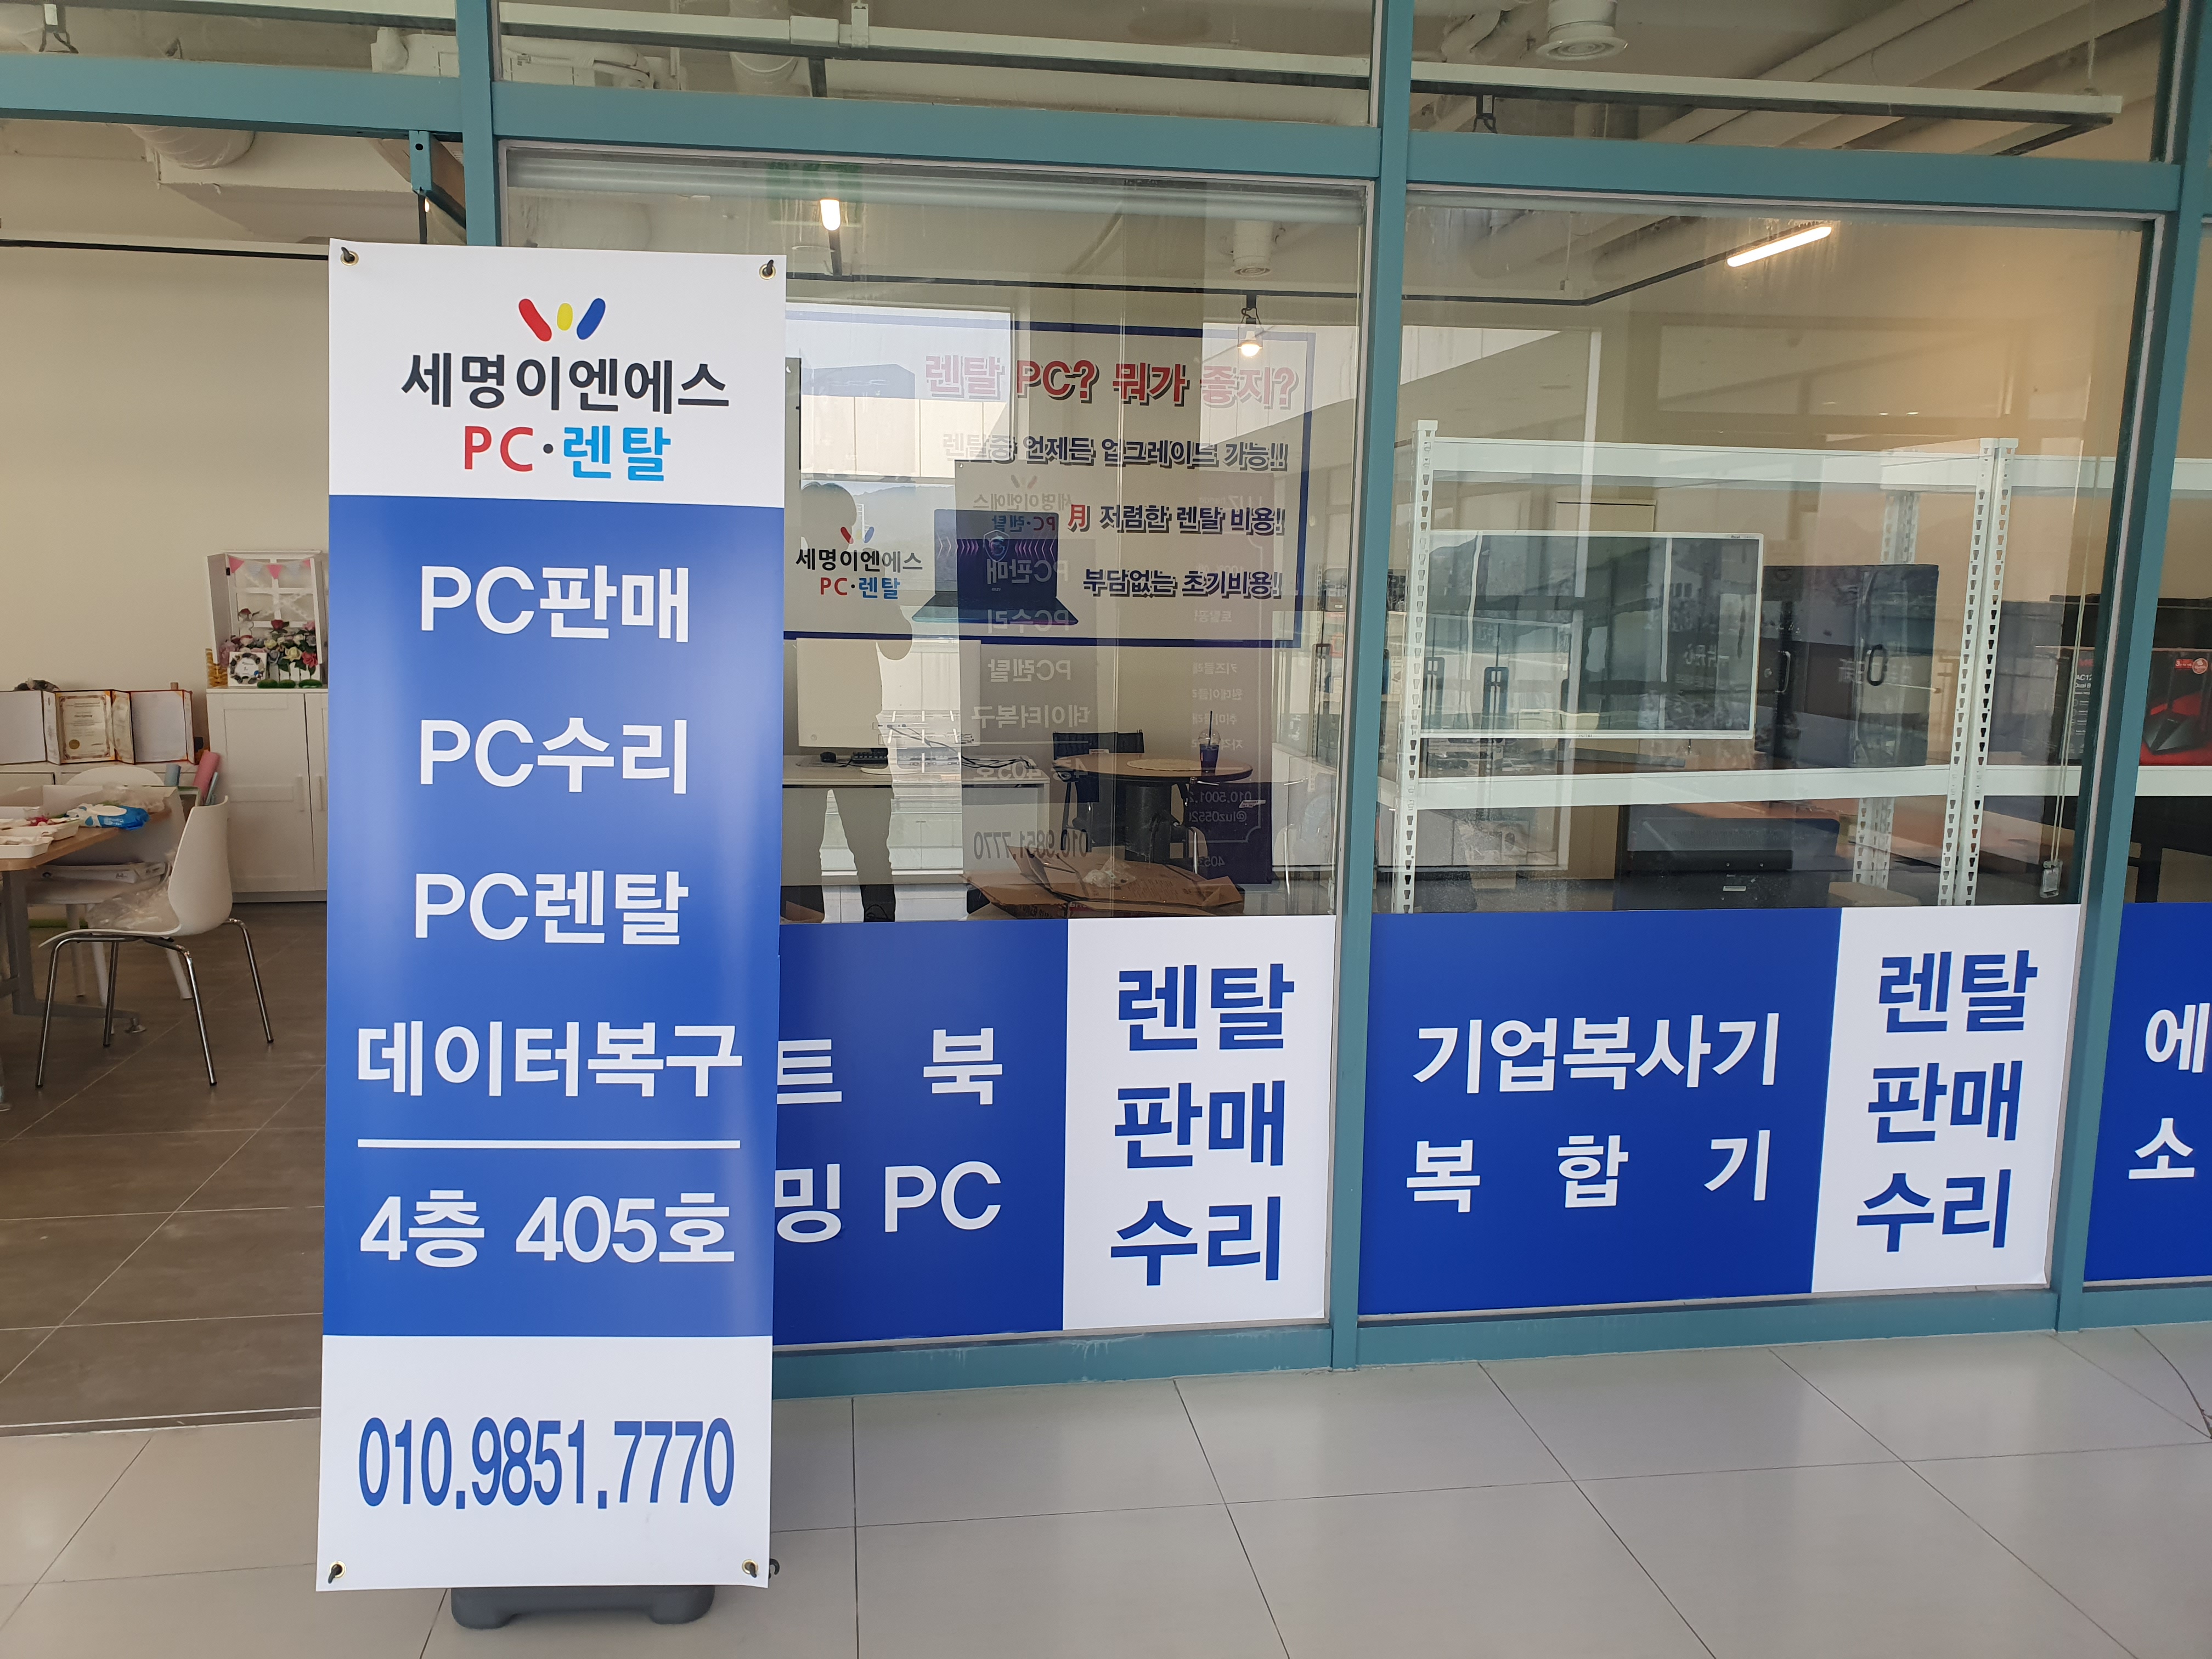 세명이엔에스
PC·렌탈
PC판매
PC수리
PC렌탈
데이터복구
4층 405호
010.9851.7770
렌탈 PC? 뭐가 좋지?
렌탈중 언제든 업그레이드 가능!!
月 저렴한 렌탈 비용!!
부담없는 초기비용!!
세명이엔에스
PC·렌탈
트 북
밍 PC
렌탈
판매
수리
기업복사기
복 합 기
렌탈
판매
수리
에
소